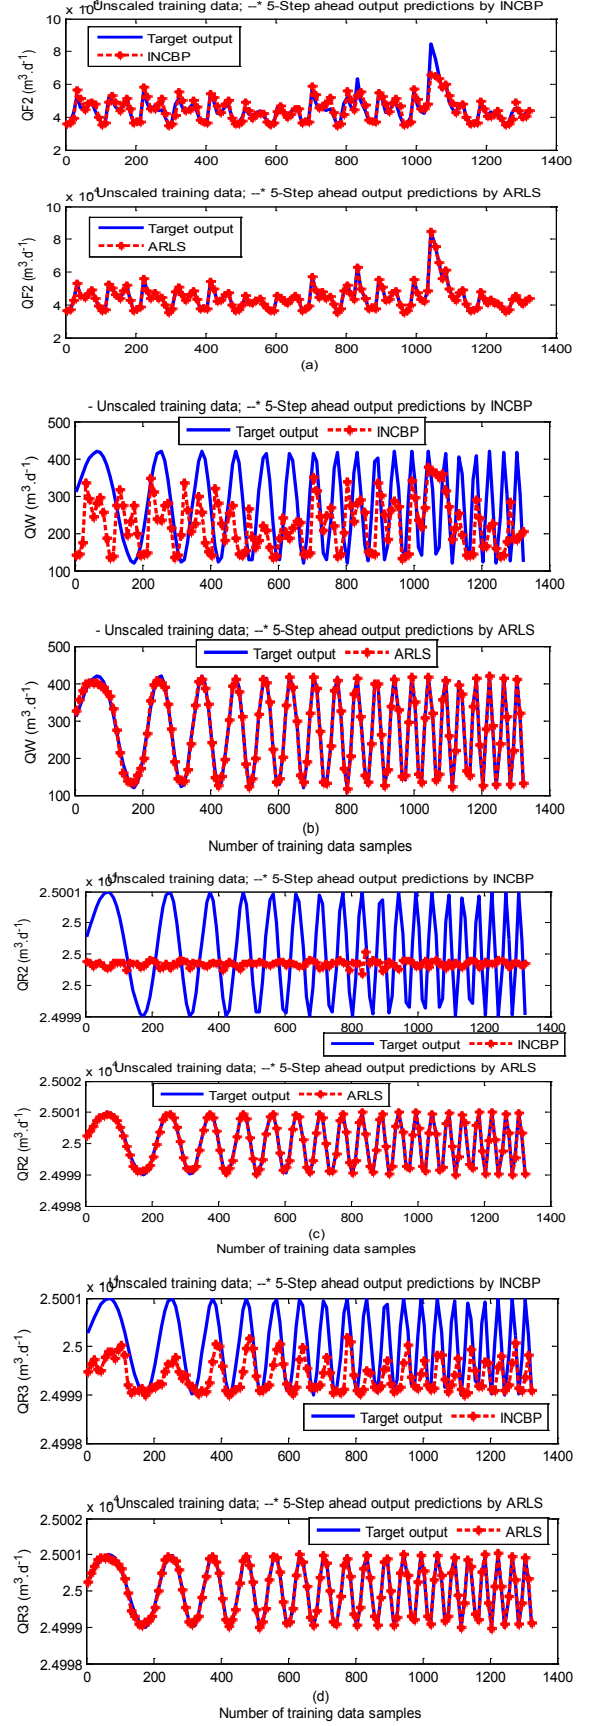 x 10⁴ Unscaled training data; --* 5-Step ahead output predictions by INCBP
10
8
6
4
2
QF2 (m³.d⁻¹)
Target output
INCBP
0 200 400 600 800 1000 1200 1400
x 10⁴ Unscaled training data; --* 5-Step ahead output predictions by ARLS
10
8
6
4
2
QF2 (m³.d⁻¹)
Target output
ARLS
0 200 400 600 800 1000 1200 1400
(a)
- Unscaled training data; --* 5-Step ahead output predictions by INCBP
500
400
300
200
100
QW (m³.d⁻¹)
Target output INCBP
0 200 400 600 800 1000 1200 1400
- Unscaled training data; --* 5-Step ahead output predictions by ARLS
500
400
300
200
100
QW (m³.d⁻¹)
Target output ARLS
0 200 400 600 800 1000 1200 1400
(b)
Number of training data samples
x 10⁴ Unscaled training data; --* 5-Step ahead output predictions by INCBP
2.5001
2.5
2.5
2.5
2.4999
QR2 (m³.d⁻¹)
0 200 400 600 800 1000 1200 1400
Target output INCBP
x 10⁴ Unscaled training data; --* 5-Step ahead output predictions by ARLS
2.5002
2.5001
2.5
2.4999
2.4998
QR2 (m³.d⁻¹)
Target output ARLS
0 200 400 600 800 1000 1200 1400
(c)
Number of training data samples
x 10⁴ Unscaled training data; --* 5-Step ahead output predictions by INCBP
2.5001
2.5
2.4999
2.4998
QR3 (m³.d⁻¹)
Target output INCBP
0 200 400 600 800 1000 1200 1400
x 10⁴ Unscaled training data; --* 5-Step ahead output predictions by ARLS
2.5002
2.5001
2.5
2.4999
2.4998
QR3 (m³.d⁻¹)
Target output ARLS
0 200 400 600 800 1000 1200 1400
(d)
Number of training data samples